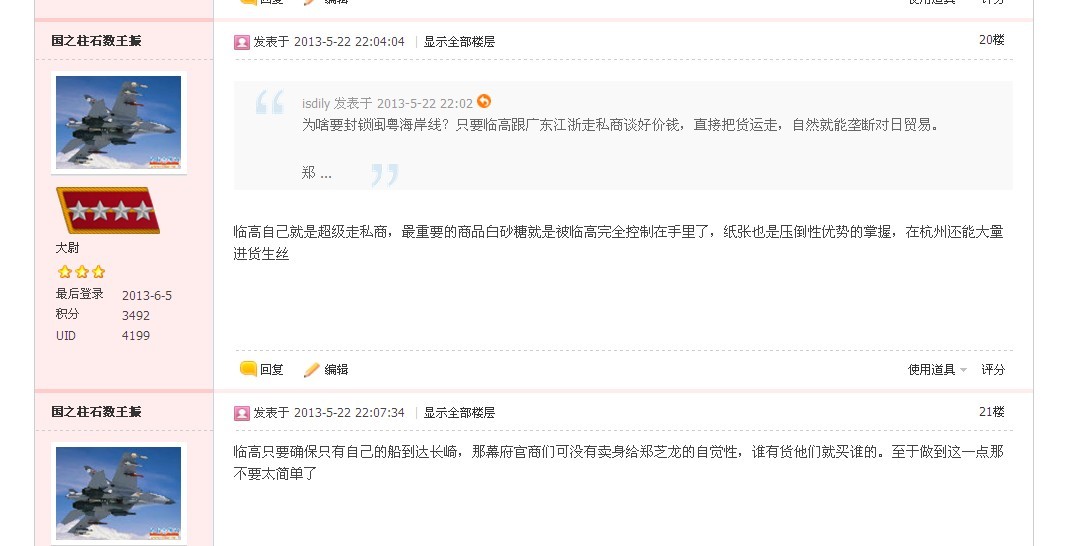 回复 编辑 使用道具 评分
国之柱石数王振
发表于 2013-5-22 22:04:04 | 显示全部楼层 20楼
isdily 发表于 2013-5-22 22:02
为啥要封锁闽粤海岸线？只要临高跟广东江浙走私商谈好价钱，直接把货运走，自然就能垄断对日贸易。
郑 ...
临高自己就是超级走私商，最重要的商品白砂糖就是被临高完全控制在手里了，纸张也是压倒性优势的掌握，在杭州还能大量
进货生丝
大尉
最后登录 2013-6-5
积分 3492
UID 4199
回复 编辑 使用道具 评分
国之柱石数王振
发表于 2013-5-22 22:07:34 | 显示全部楼层 21楼
临高只要确保只有自己的船到达长崎，那幕府官商们可没有卖身给郑芝龙的自觉性，谁有货他们就买谁的。至于做到这一点那
不要太简单了